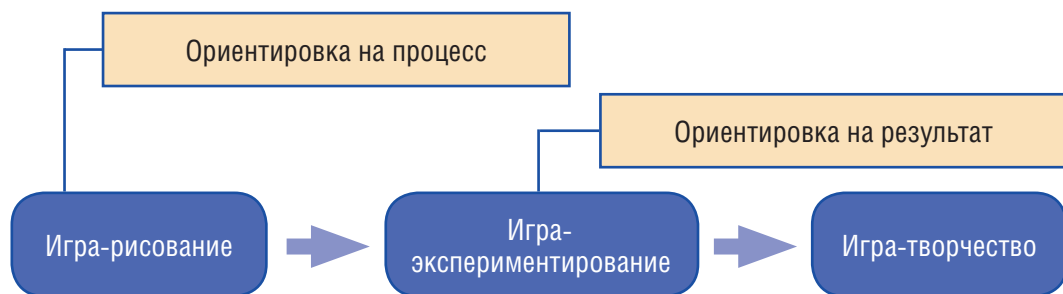 Ориентировка на процесс
Ориентировка на результат
Игра-рисование
Игра-
экспериментирование
Игра-творчество